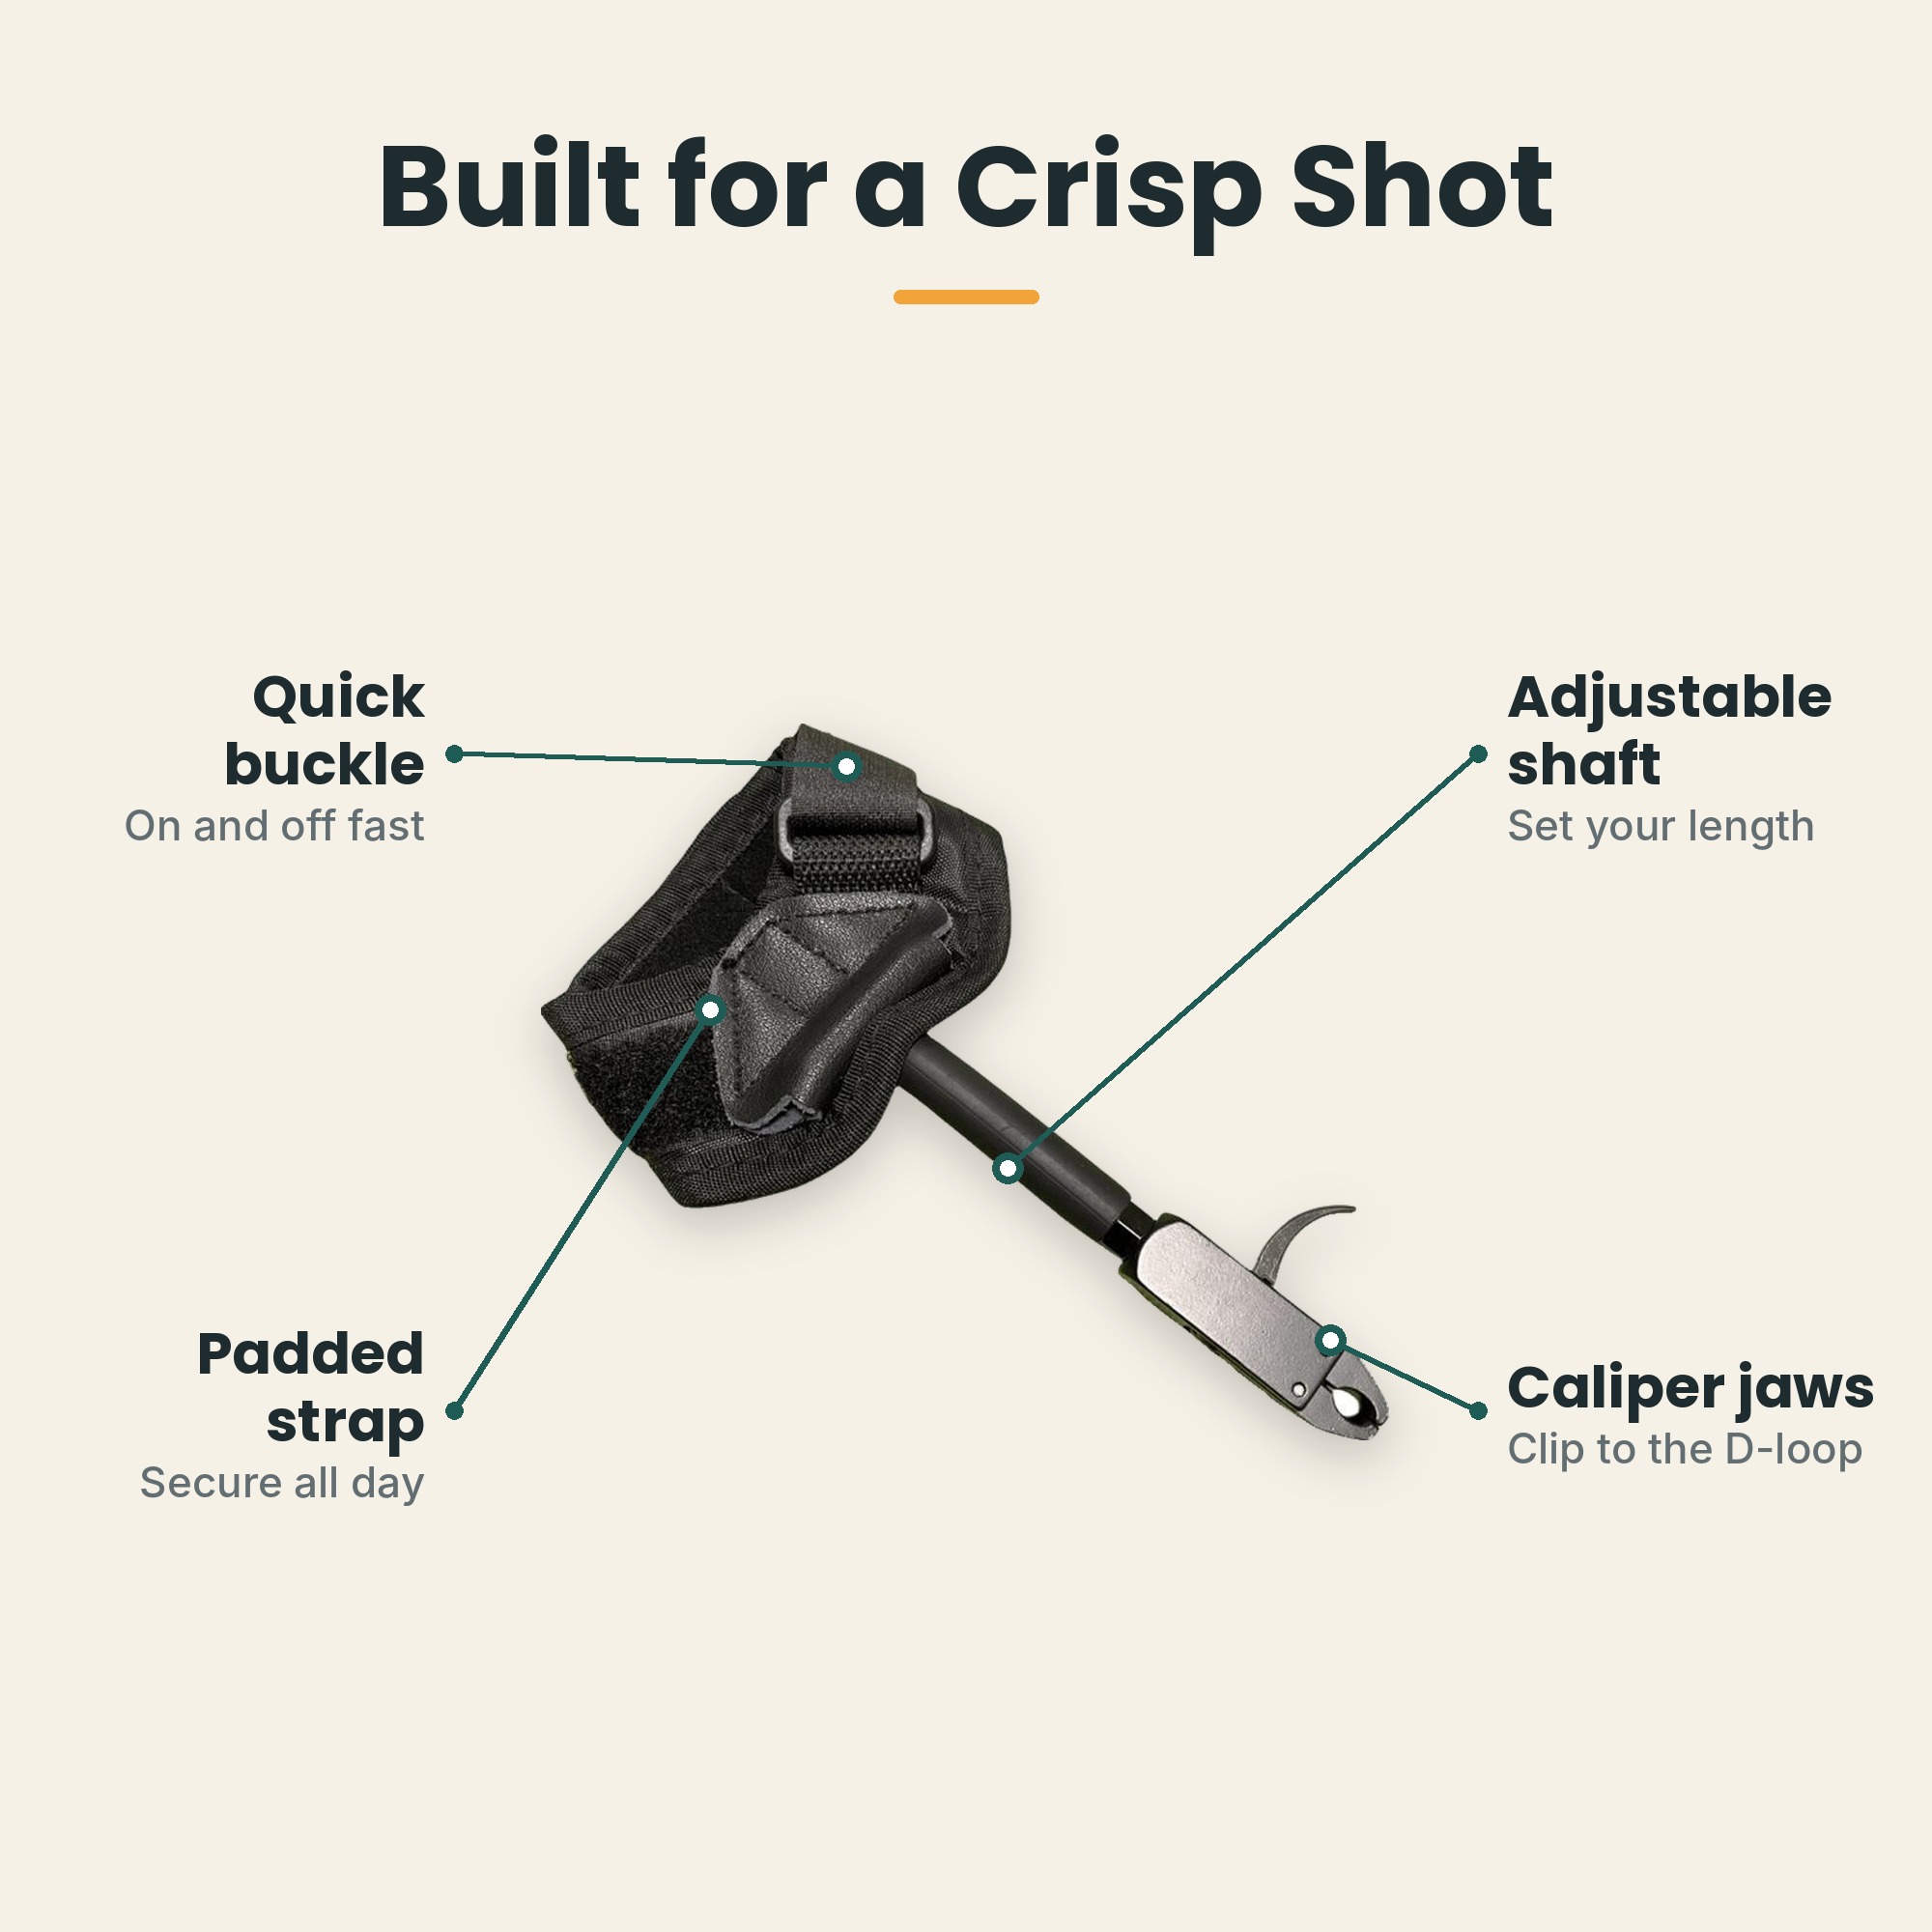 Built for a Crisp Shot
Quick
buckle
On and off fast
Adjustable
shaft
Set your length
Padded
strap
Secure all day
Caliper jaws
Clip to the D-loop